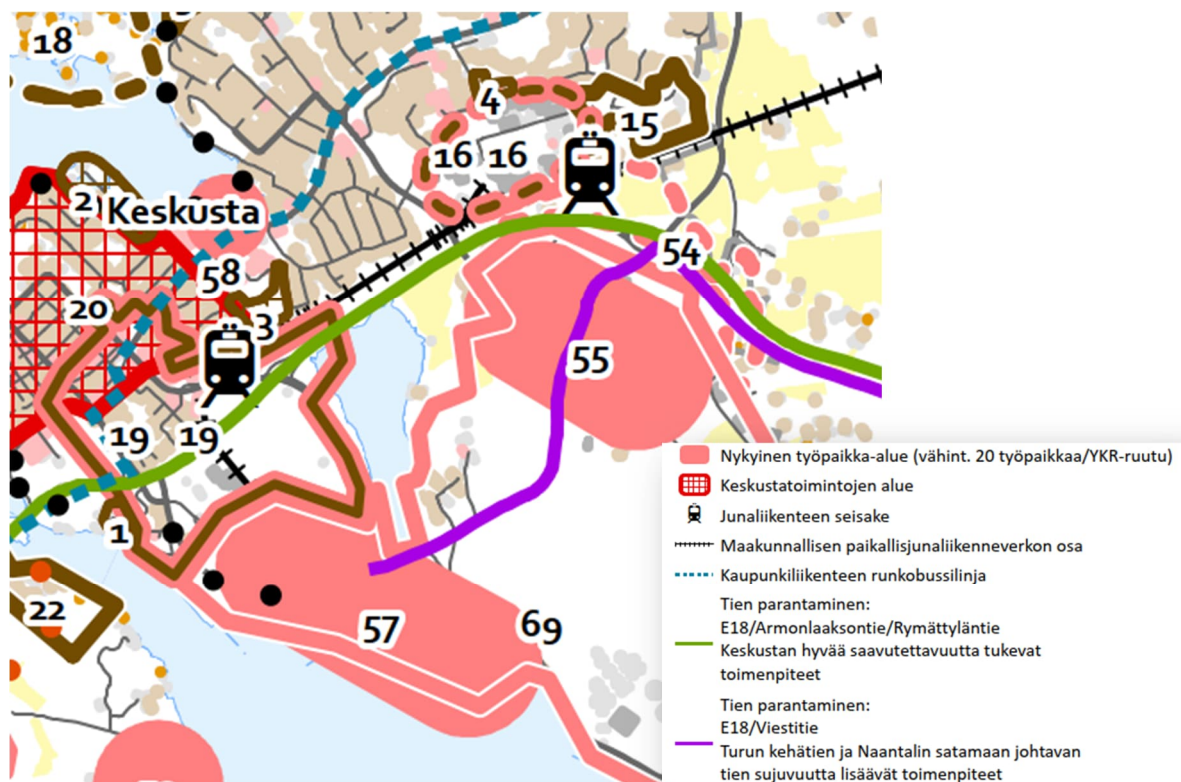 18
4
15
16 16
2 Keskusta
54
58
20
3
55
19 19
1
22
57
69
Nykyinen työpaikka-alue (vähint. 20 työpaikkaa/YKR-ruutu)
Keskustatoimintojen alue
Junaliikenteen seisake
Maakunnallisen paikallisjunaliikenneverkon osa
Kaupunkiliikenteen runkobussilinja
Tien parantaminen:
E18/Armonlaaksontie/Rymättyläntie
Keskustan hyvää saavutettavuutta tukevat
toimenpiteet
Tien parantaminen:
E18/Viestitie
Turun kehätien ja Naantalin satamaan johtavan
tien sujuvuutta lisäävät toimenpiteet